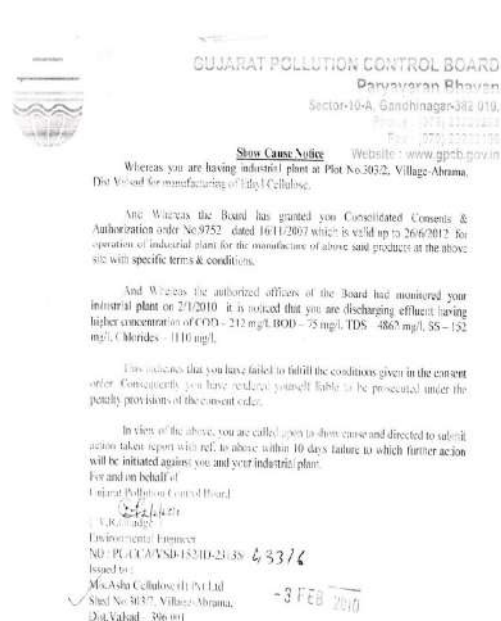 GUJARAT POLLUTION CONTROL BOARD
Paryavaran Bhavan
Sector-10-A, Gandhinagar-382 010.
Website : www.gpcb.gov.in
Show Cause Notice
Whereas you are having industrial plant at Plot No.303/2, Village-Abrama,
Dist Valsad for manufacturing of Ethyl Cellulose.
And Whereas the Board has granted you Consolidated Consents &
Authorization order No.9752 dated 16/11/2007 which is valid up to 26/6/2012 for
operation of industrial plant for the manufacture of above said products at the above
site with specific terms & conditions.
And Whereas the authorized officers of the Board had monitored your
industrial plant on 2/1/2010 it is noticed that you are discharging effluent having
higher concentration of COD – 212 mg/l, BOD – 75 mg/l, TDS – 4862 mg/l, SS – 152
mg/l, Chlorides – 1110 mg/l.
This indicates that you have failed to fulfill the conditions given in the consent
order. Consequently you have rendered yourself liable to be prosecuted under the
penalty provisions of the consent order.
In view of the above, you are called upon to show cause and directed to submit
action taken report with ref. to above within 10 days failure to which further action
will be initiated against you and your industrial plant.
For and on behalf of
Gujarat Pollution Control Board
Environmental Engineer
NO : PC/CCA/VSD-152/ID-23135/ 43316
Issued to :
M/s.Asha Cellulose(I) Pvt Ltd
Shed No.303/2, Village-Abrama,
-3 FEB 2010
Dist.Valsad – 396 001